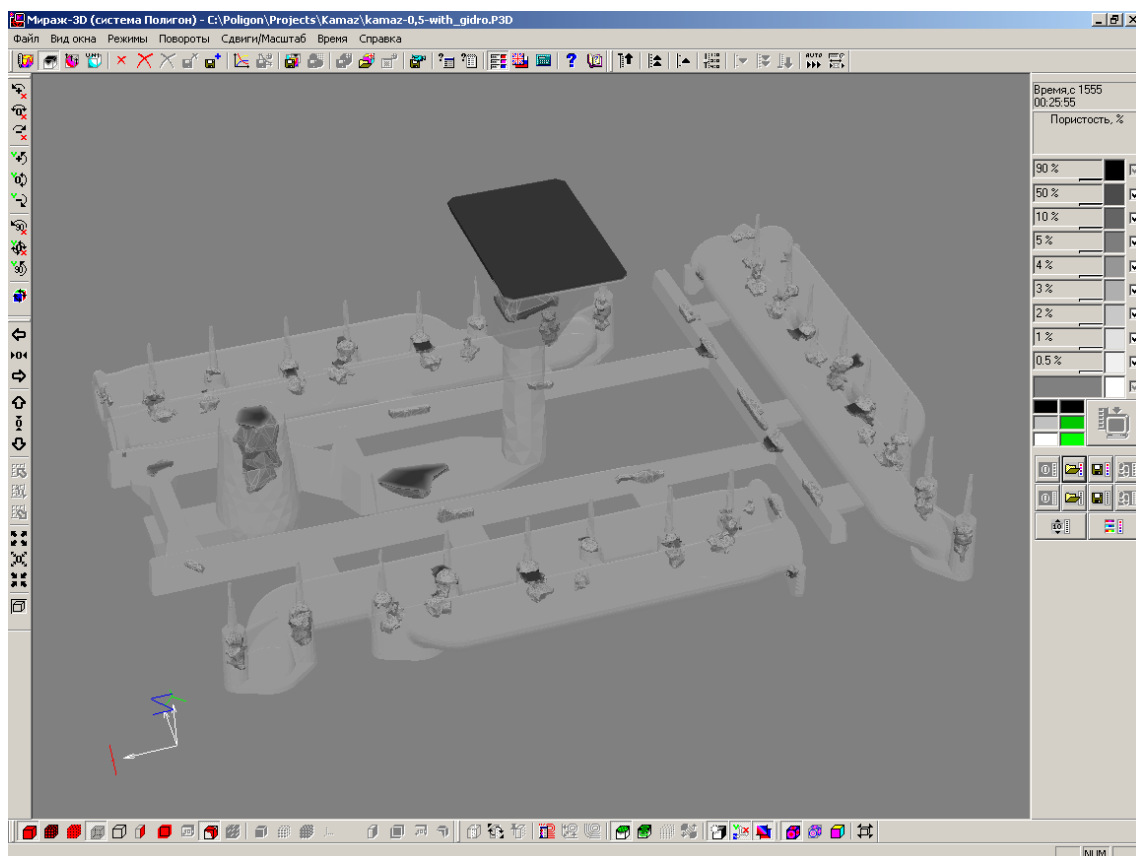 Мираж-3D (система Полигон) - C:\Poligon\Projects\Kamaz\kamaz-0,5-with_gidro.P3D
Файл Вид окна Режимы Повороты Сдвиги/Масштаб Время Справка
Время,с 1555
00:25:55
Пористость, %
90 %
50 %
10 %
5 %
4 %
3 %
2 %
1 %
0.5 %
NUM